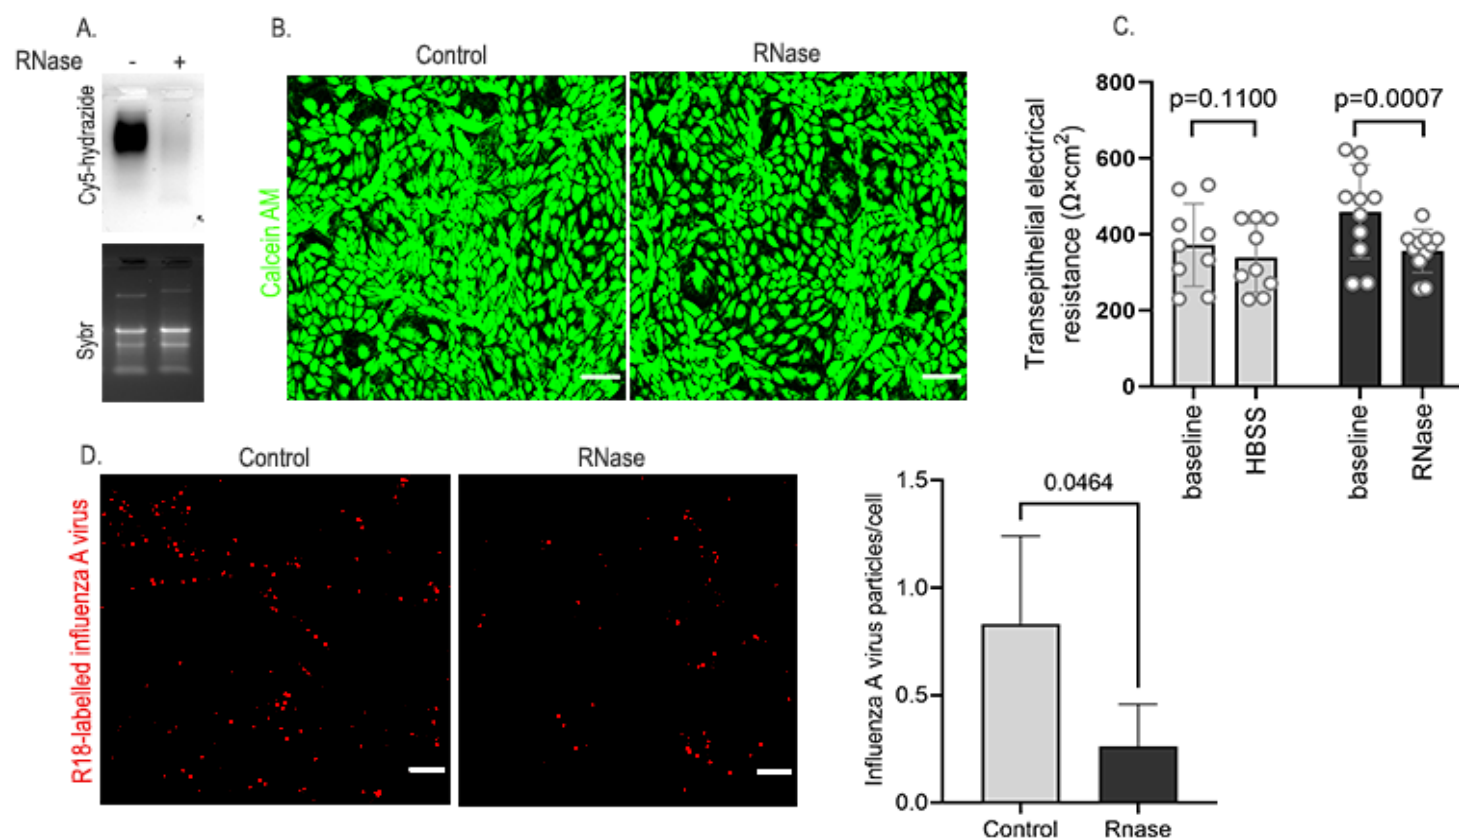 A.
RNase - +
Cy5-hydrazide
Sybr
B.
Control
RNase
Calcein AM
C.
Transepithelial electrical
resistance (Ω×cm²)
800
600
400
200
0
p=0.1100
p=0.0007
baseline
HBSS
baseline
RNase
D.
Control
RNase
R18-labelled influenza A virus
Influenza A virus particles/cell
1.5
1.0
0.5
0.0
0.0464
Control
Rnase